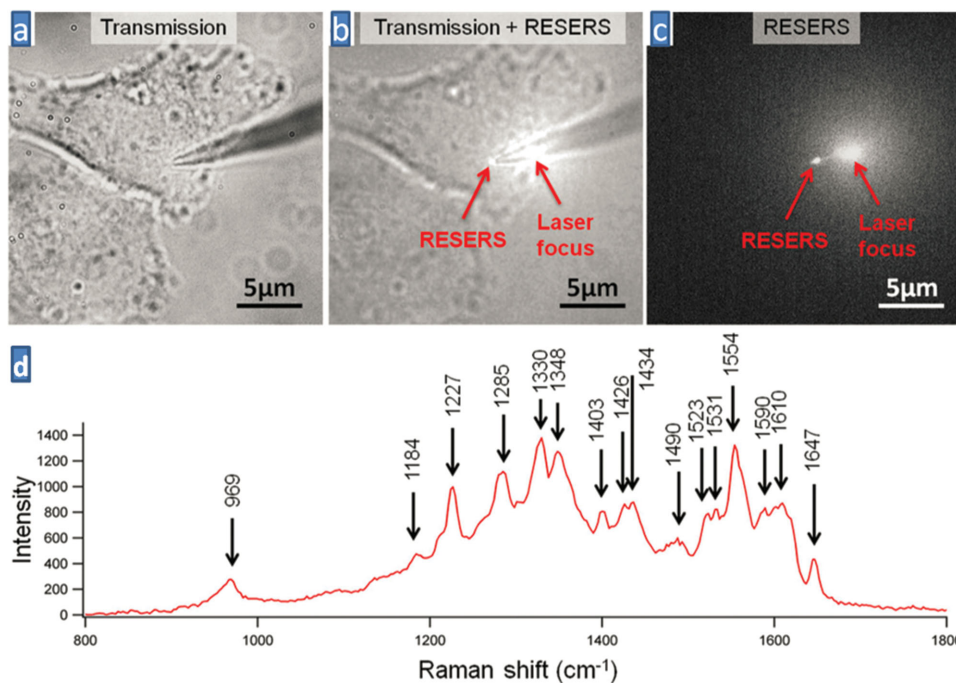 a
Transmission
b
Transmission + RESERS
c
RESERS
RESERS
Laser
focus
RESERS
Laser
focus
5µm
5µm
5µm
d
969
1184
1227
1285
1330
1348
1403
1426
1434
1490
1523
1531
1554
1590
1610
1647
Intensity
1400
1200
1000
800
600
400
200
0
800
1000
1200
1400
1600
1800
Raman shift (cm⁻¹)